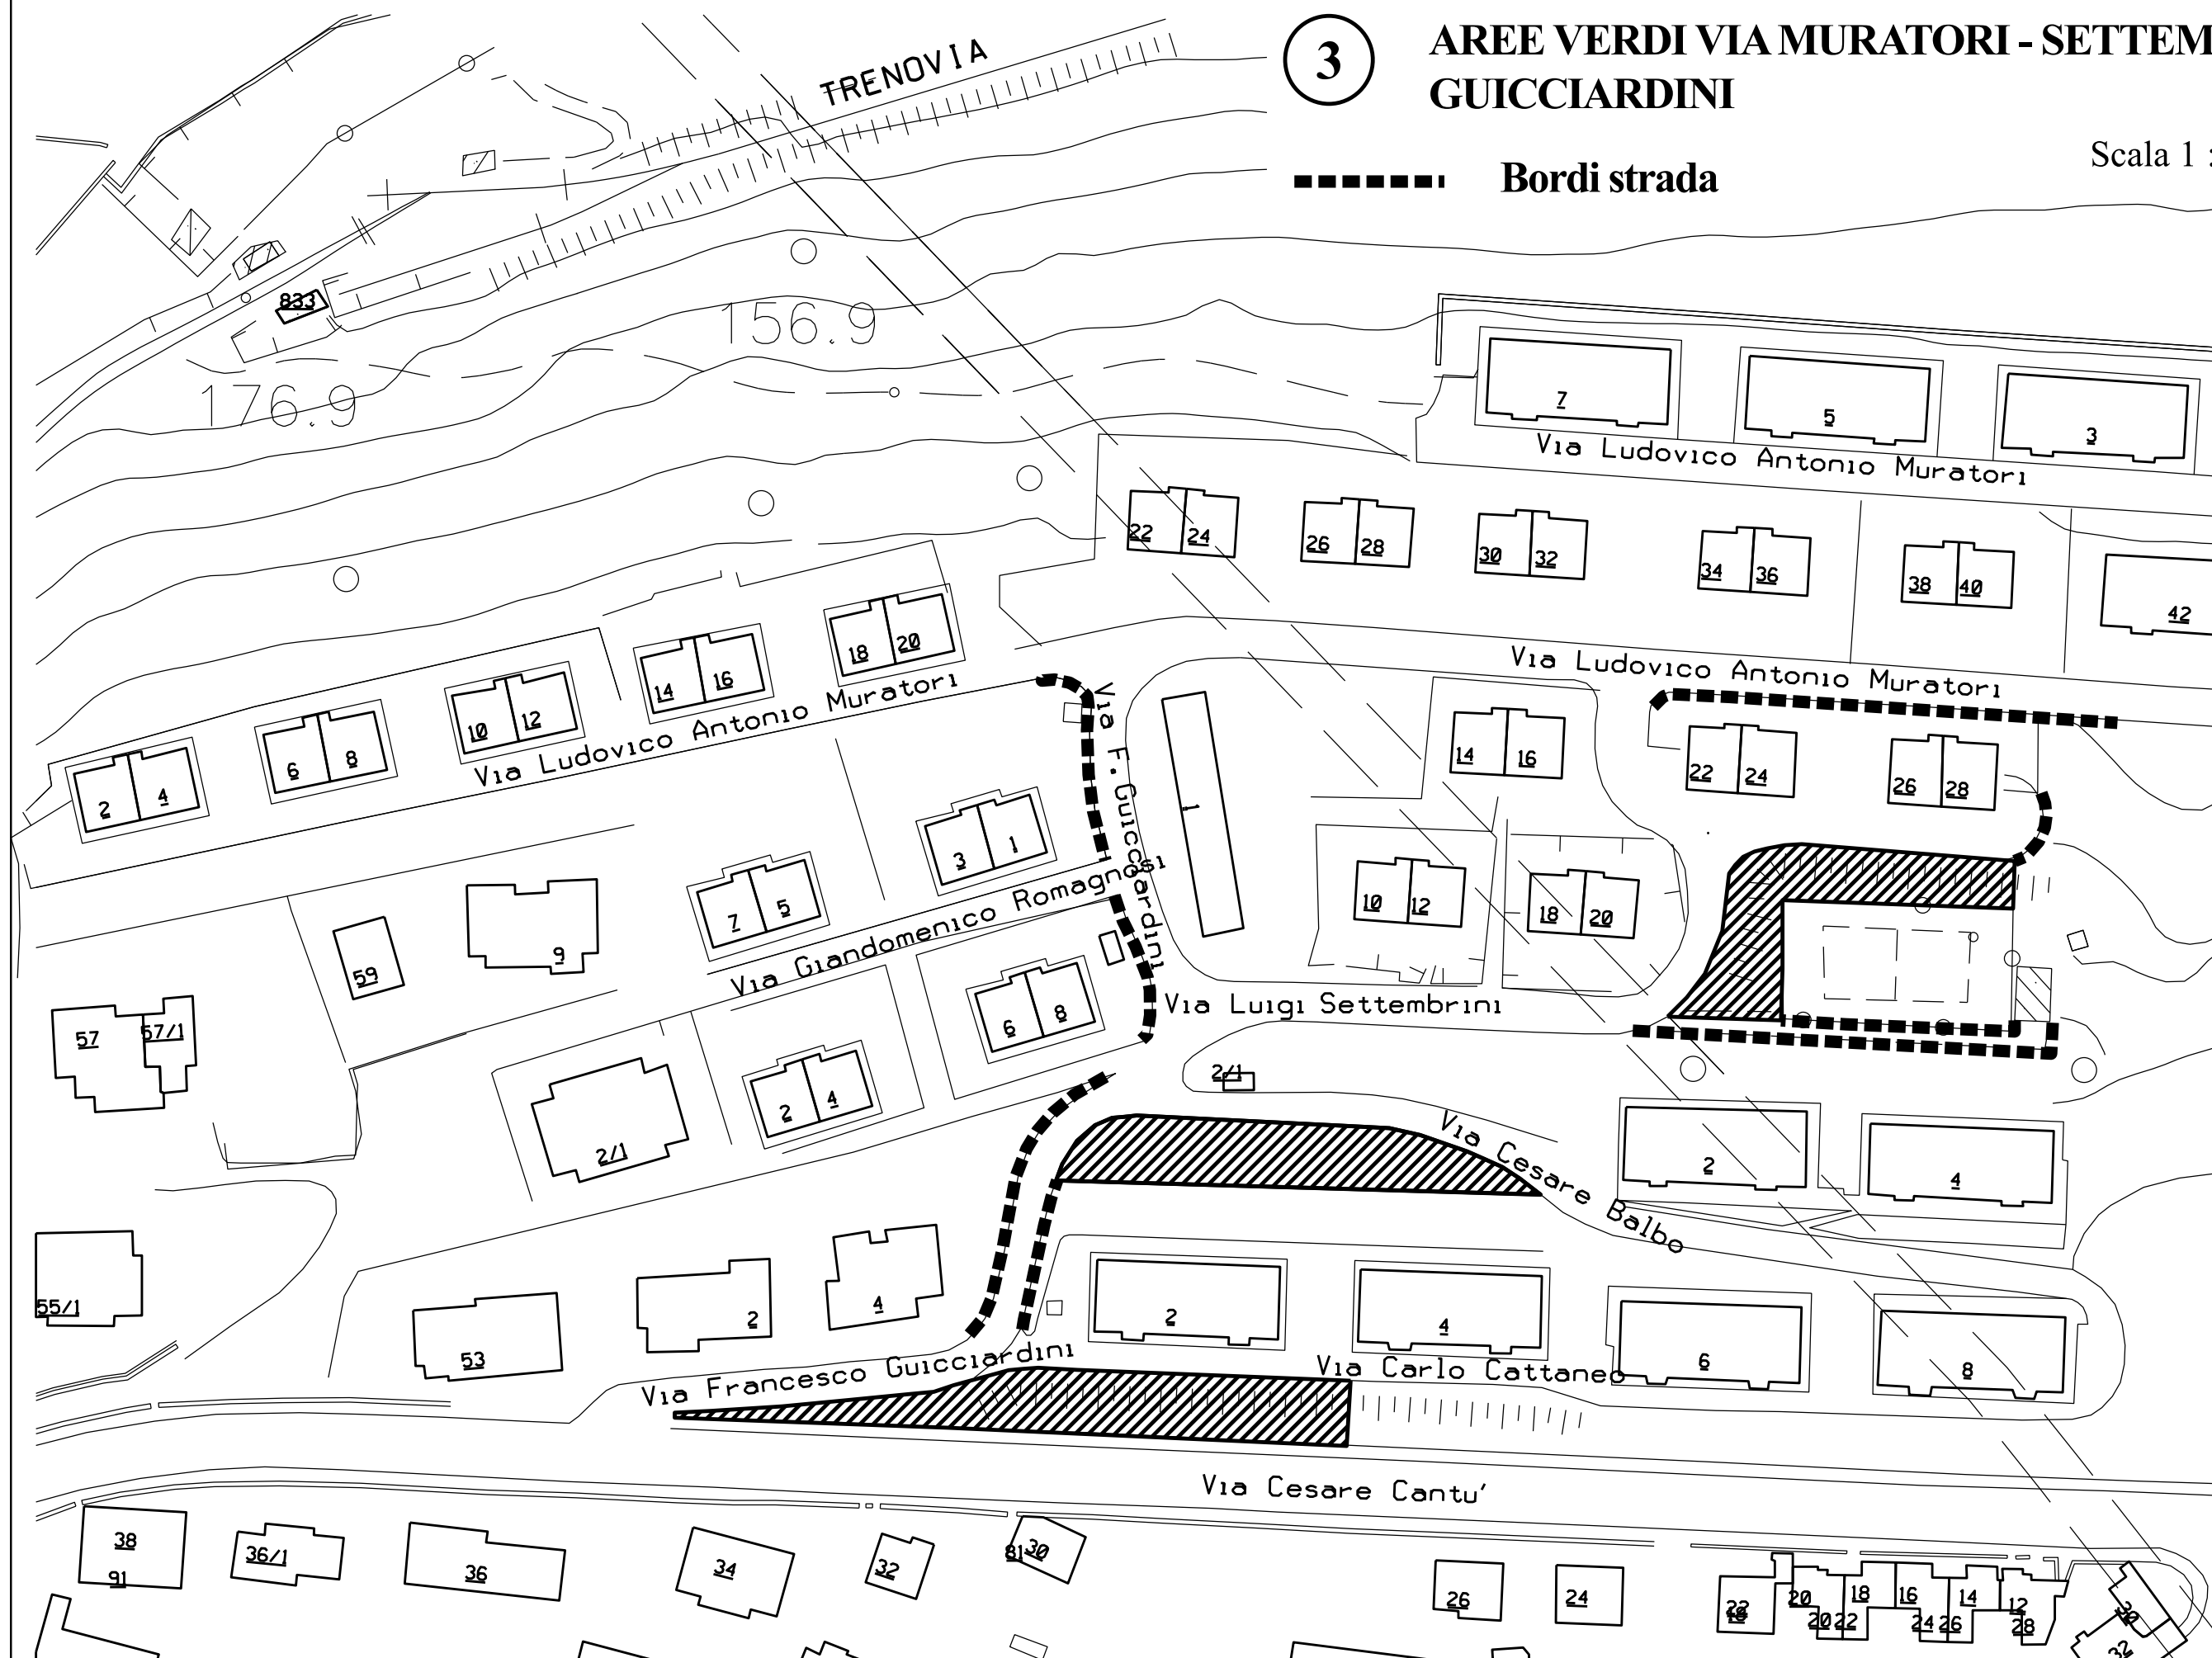 3
AREE VERDI VIA MURATORI - SETTEM
GUICCIARDINI
Scala 1 :
Bordi strada
TRENOVIA
833
156.9
176.9
7
5
3
Via Ludovico Antonio Muratori
22 24 26 28 30 32 34 36 38 40 42
Via Ludovico Antonio Muratori
2 4 6 8 10 12 14 16 18 20
Via Ludovico Antonio Muratori
Via F. Guicciardini
1
14 16
22 24 26 28
10 12 18 20
3 1
7 5
9
59
Via Giandomenico Romagnosi
57 57/1
6 8
2 4
2/1
Via Luigi Settembrini
2/1
Via Cesare Balbo
2
4
55/1
53
2
4
2
4
6
8
Via Francesco Guicciardini
Via Carlo Cattaneo
Via Cesare Cantu'
38
91
36/1
36
34
32
81 30
26
24
22
20 18 16 14 12
20 22 24 26 28
30
32